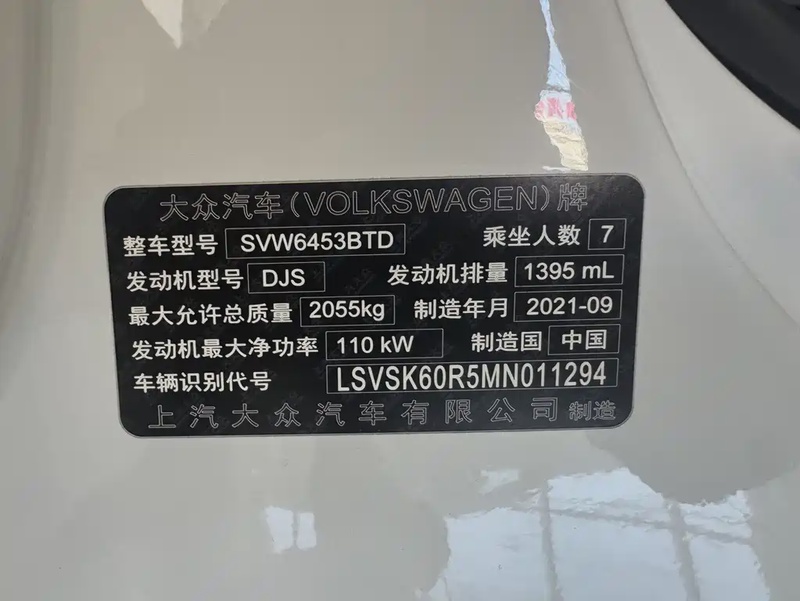 大众汽车(VOLKSWAGEN)牌
整车型号 SVW6453BTD 乘坐人数 7
发动机型号 DJS 发动机排量 1395 mL
最大允许总质量 2055kg 制造年月 2021-09
发动机最大净功率 110 kW 制造国 中国
车辆识别代号 LSVSK60R5MN011294
上汽大众汽车有限公司 制造